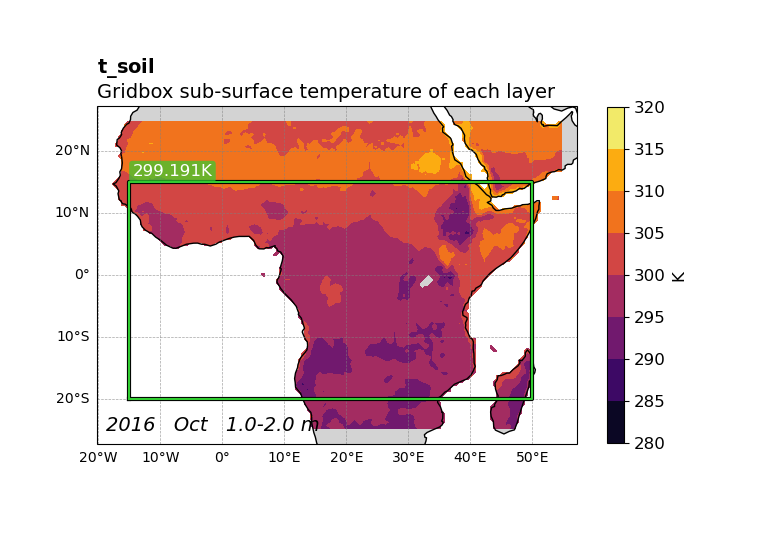 t_soil
Gridbox sub-surface temperature of each layer
299.191K
20°N
10°N
0°
10°S
20°S
2016 Oct 1.0-2.0 m
20°W 10°W 0° 10°E 20°E 30°E 40°E 50°E
320
315
310
305
300
295
290
285
280
K